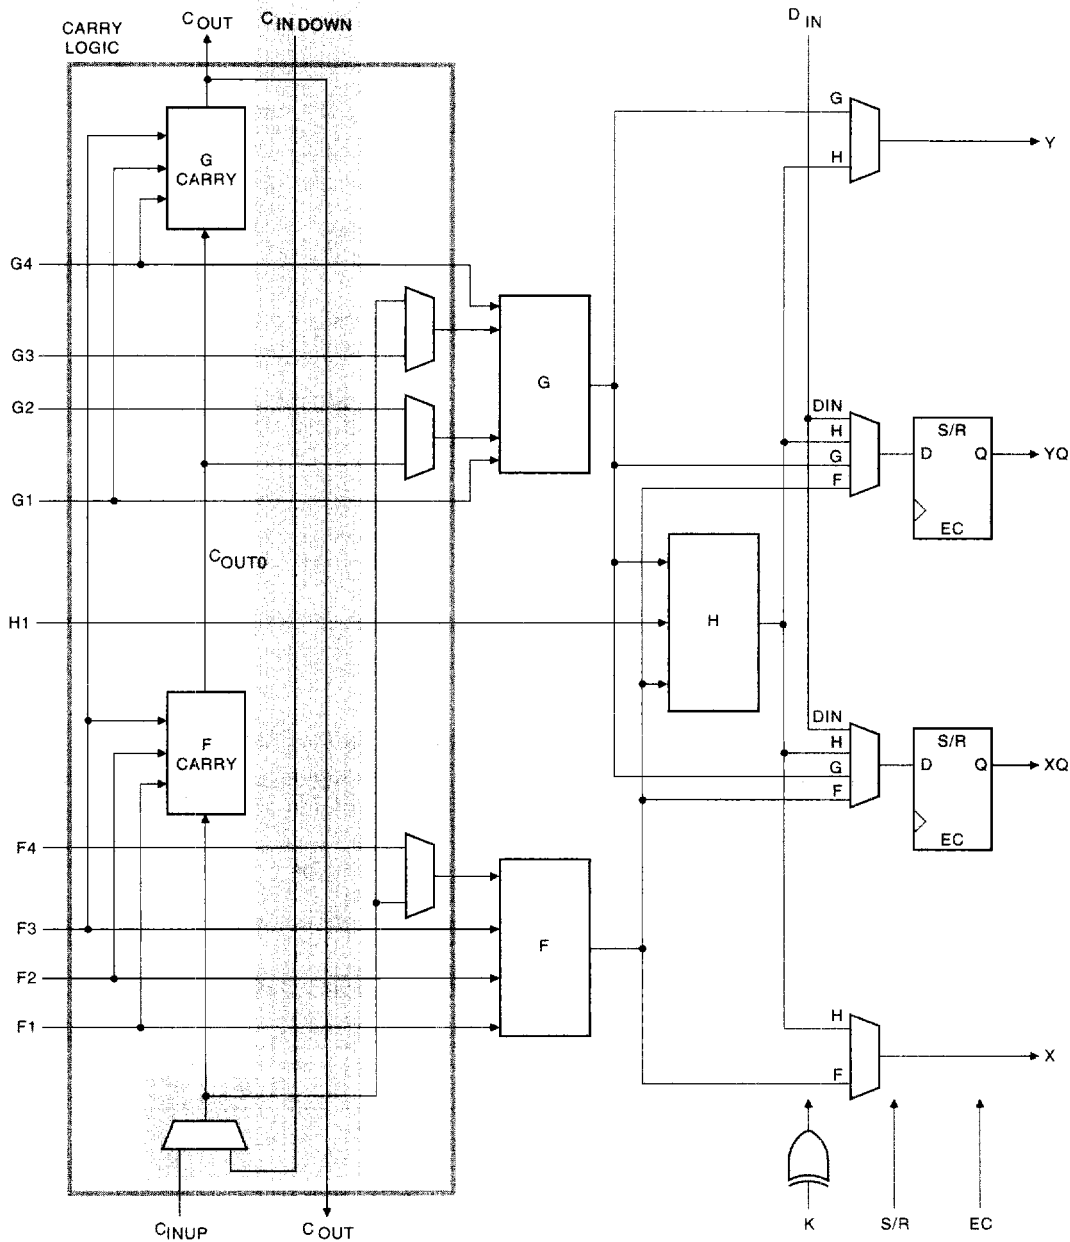 CARRY
LOGIC
C OUT
C IN DOWN
D IN
G
CARRY
G
H
Y
G4
G3
G2
G1
G
DIN
H
G
F
S/R
D
Q
EC
YQ
C OUT0
H1
H
F
CARRY
DIN
H
G
F
S/R
D
Q
EC
XQ
F4
F3
F2
F1
F
H
F
X
C INUP
C OUT
K
S/R
EC